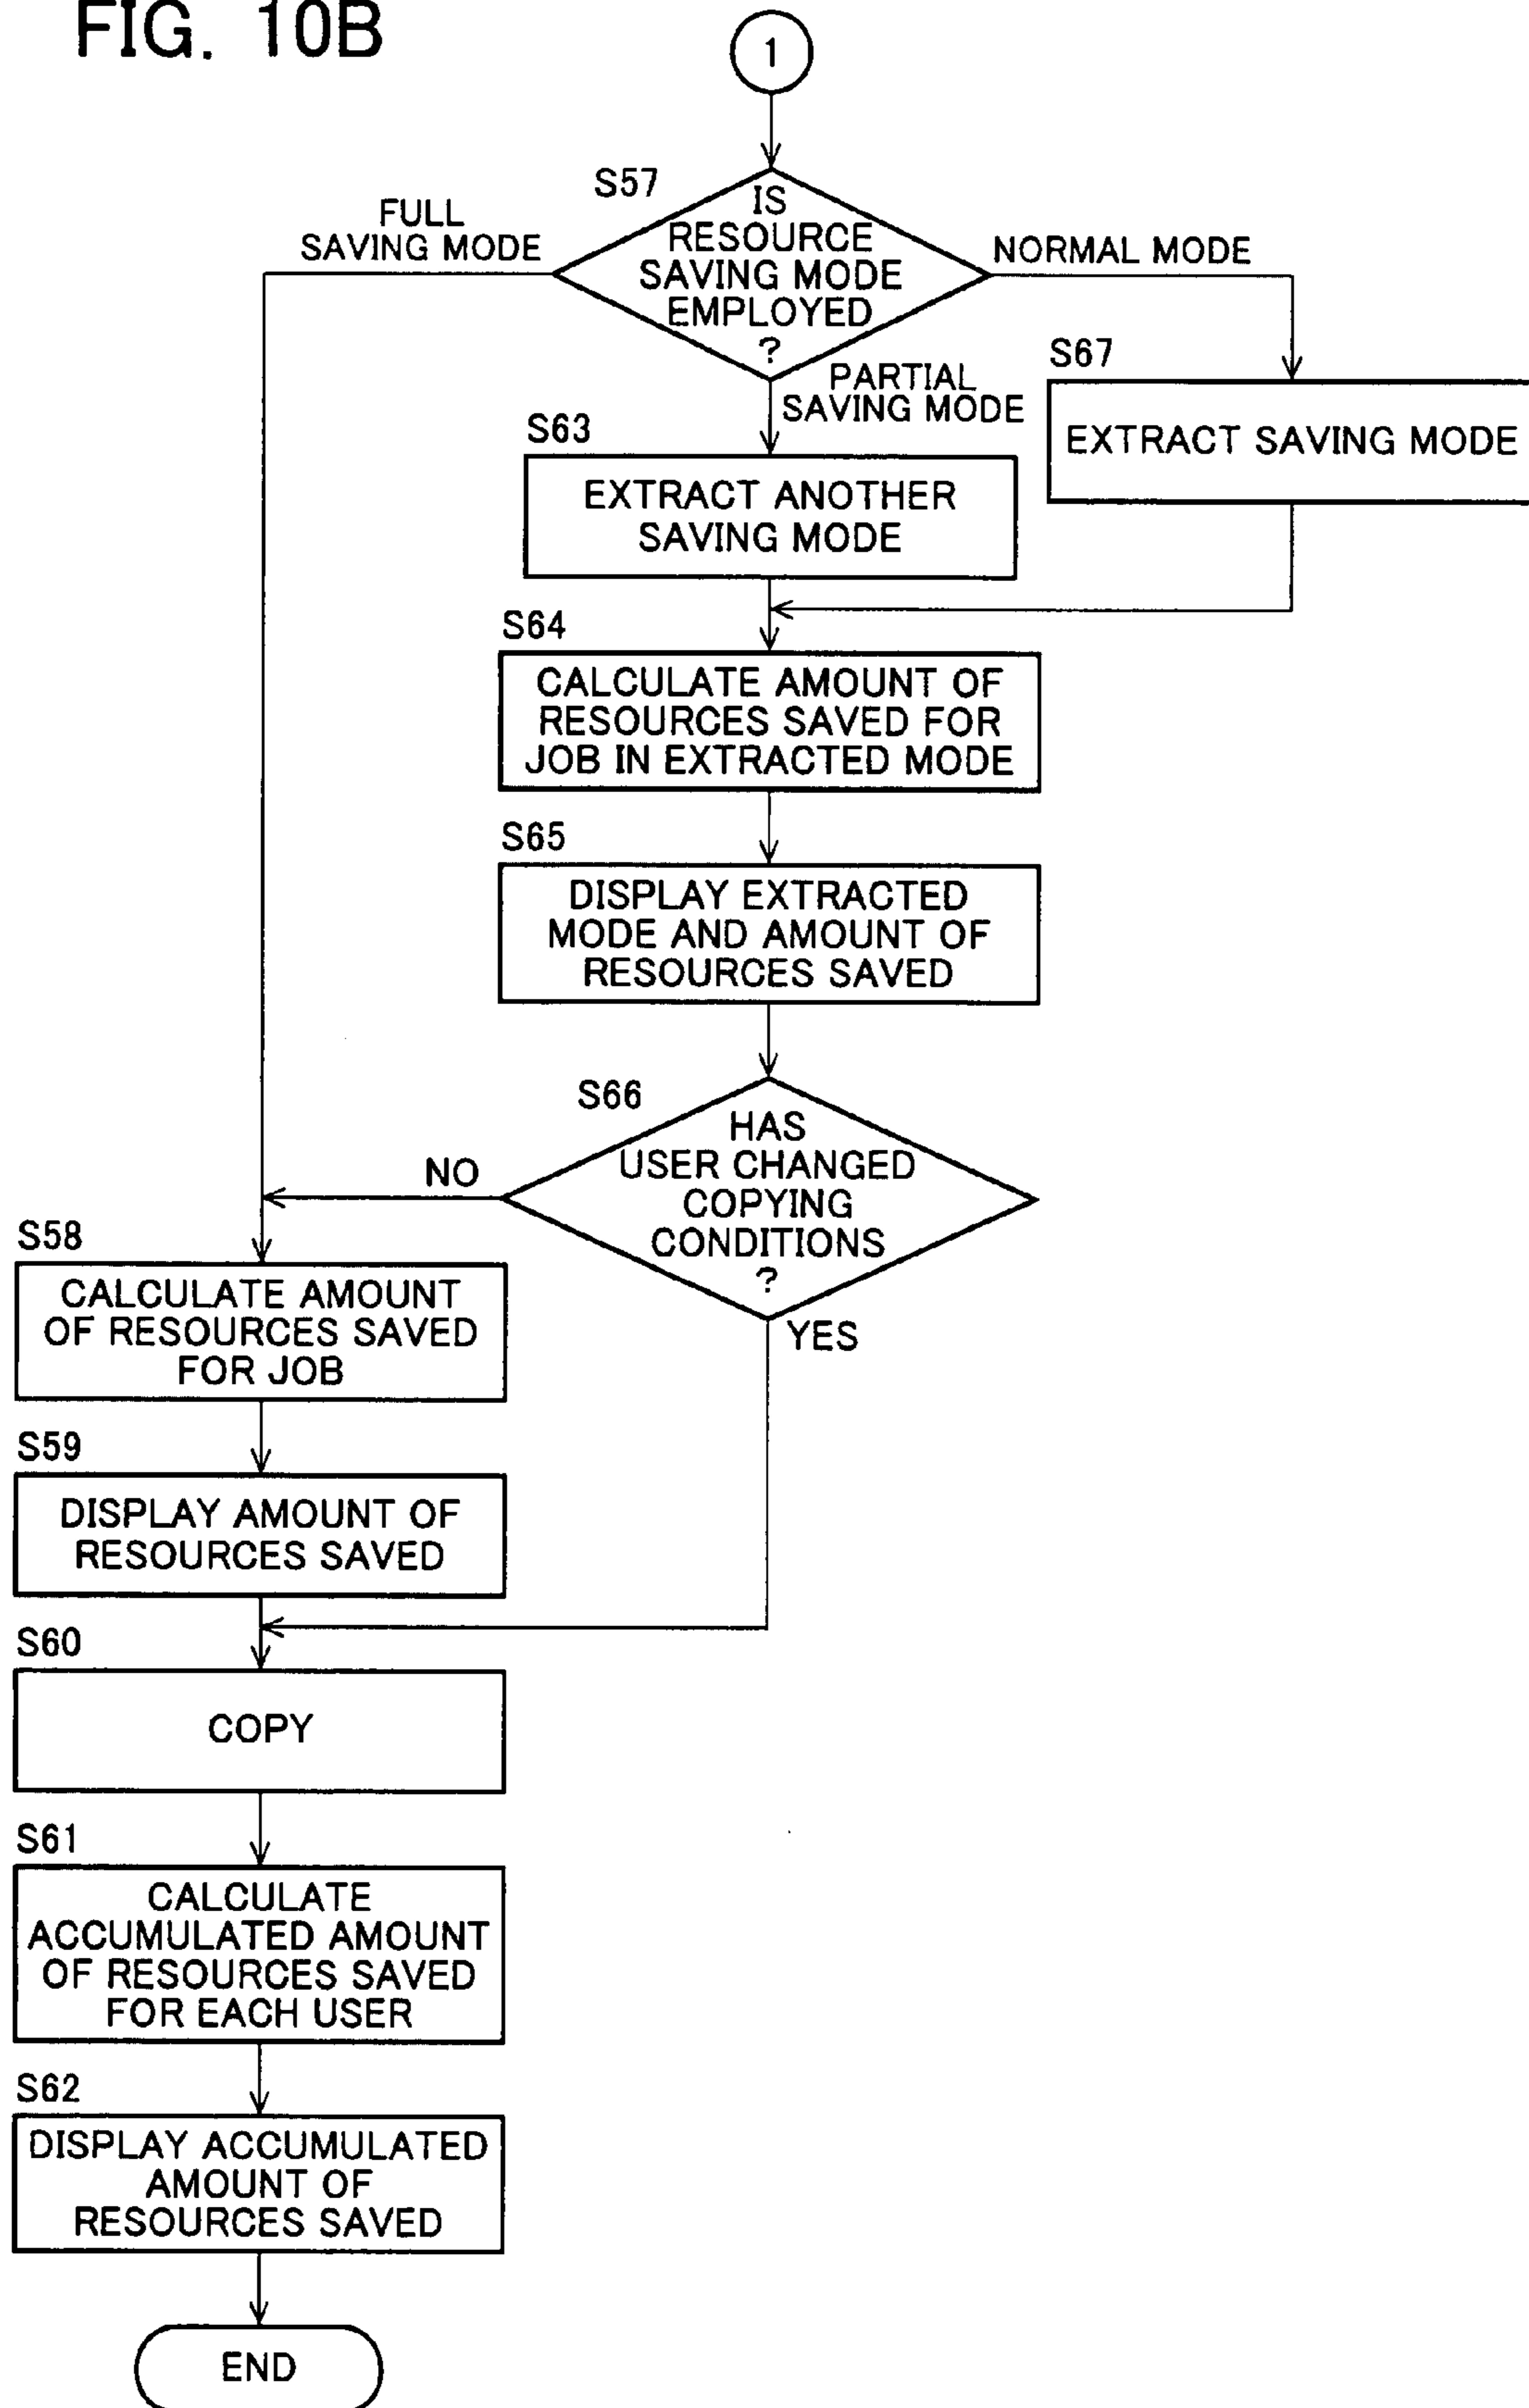 FIG. 10B
1
S57
IS
RESOURCE
SAVING MODE
EMPLOYED
?
FULL
SAVING MODE
NORMAL MODE
PARTIAL
SAVING MODE
S67
EXTRACT SAVING MODE
S63
EXTRACT ANOTHER
SAVING MODE
S64
CALCULATE AMOUNT OF
RESOURCES SAVED FOR
JOB IN EXTRACTED MODE
S65
DISPLAY EXTRACTED
MODE AND AMOUNT OF
RESOURCES SAVED
S66
HAS
USER CHANGED
COPYING
CONDITIONS
?
NO
YES
S58
CALCULATE AMOUNT
OF RESOURCES SAVED
FOR JOB
S59
DISPLAY AMOUNT OF
RESOURCES SAVED
S60
COPY
S61
CALCULATE
ACCUMULATED AMOUNT
OF RESOURCES SAVED
FOR EACH USER
S62
DISPLAY ACCUMULATED
AMOUNT OF
RESOURCES SAVED
END